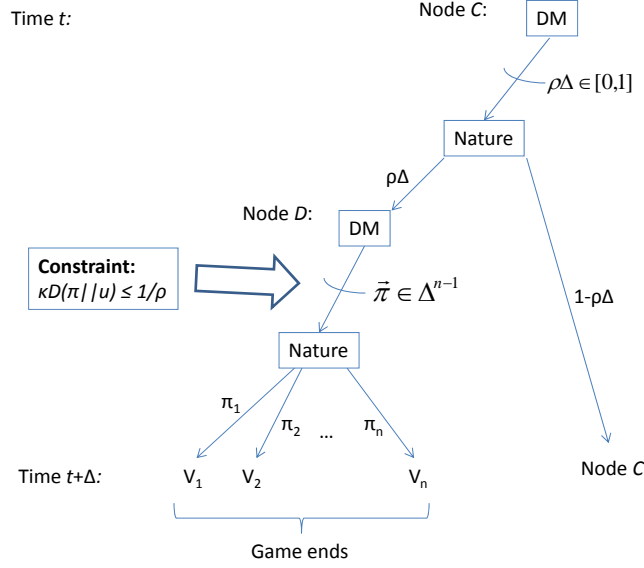 Time t:
Node C:
DM
ρΔ ∈ [0,1]
Nature
ρΔ
Node D:
DM
Constraint:
κD(π||u) ≤ 1/ρ
π⃗ ∈ Δⁿ⁻¹
1-ρΔ
Nature
π₁
π₂
...
πₙ
Time t+Δ:
V₁
V₂
Vₙ
Node C
Game ends